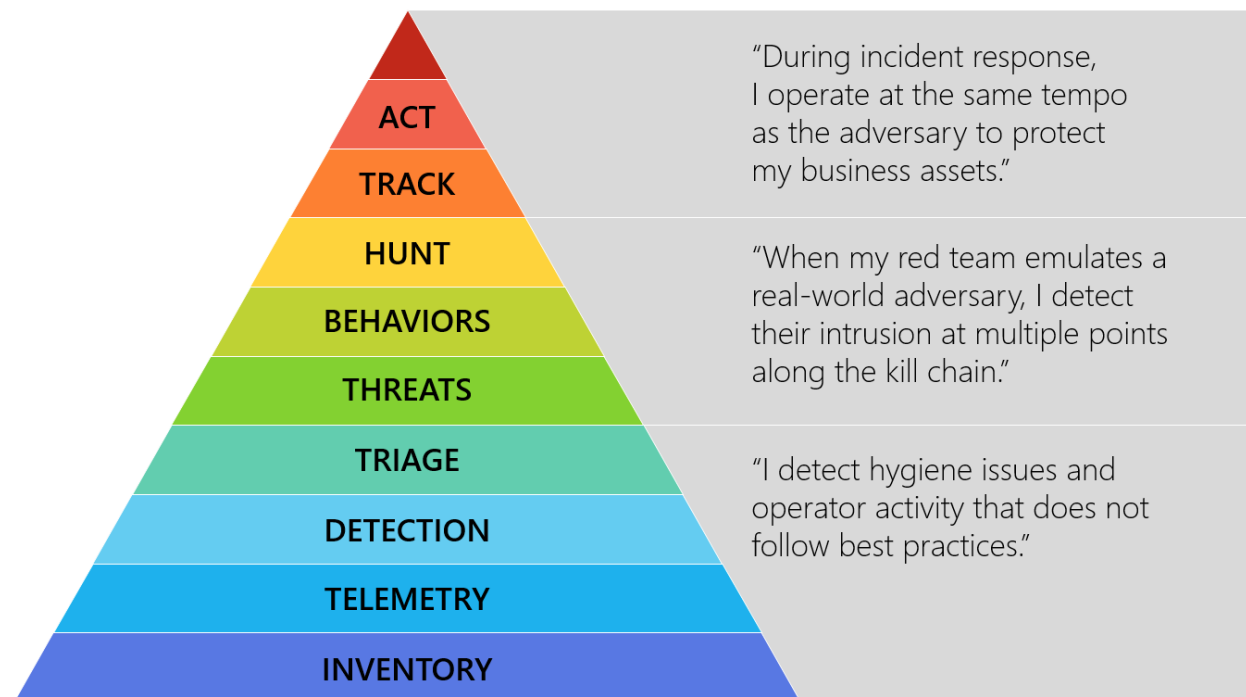 ACT
TRACK
HUNT
BEHAVIORS
THREATS
TRIAGE
DETECTION
TELEMETRY
INVENTORY
“During incident response,
I operate at the same tempo
as the adversary to protect
my business assets.”
“When my red team emulates a
real-world adversary, I detect
their intrusion at multiple points
along the kill chain.”
“I detect hygiene issues and
operator activity that does not
follow best practices.”